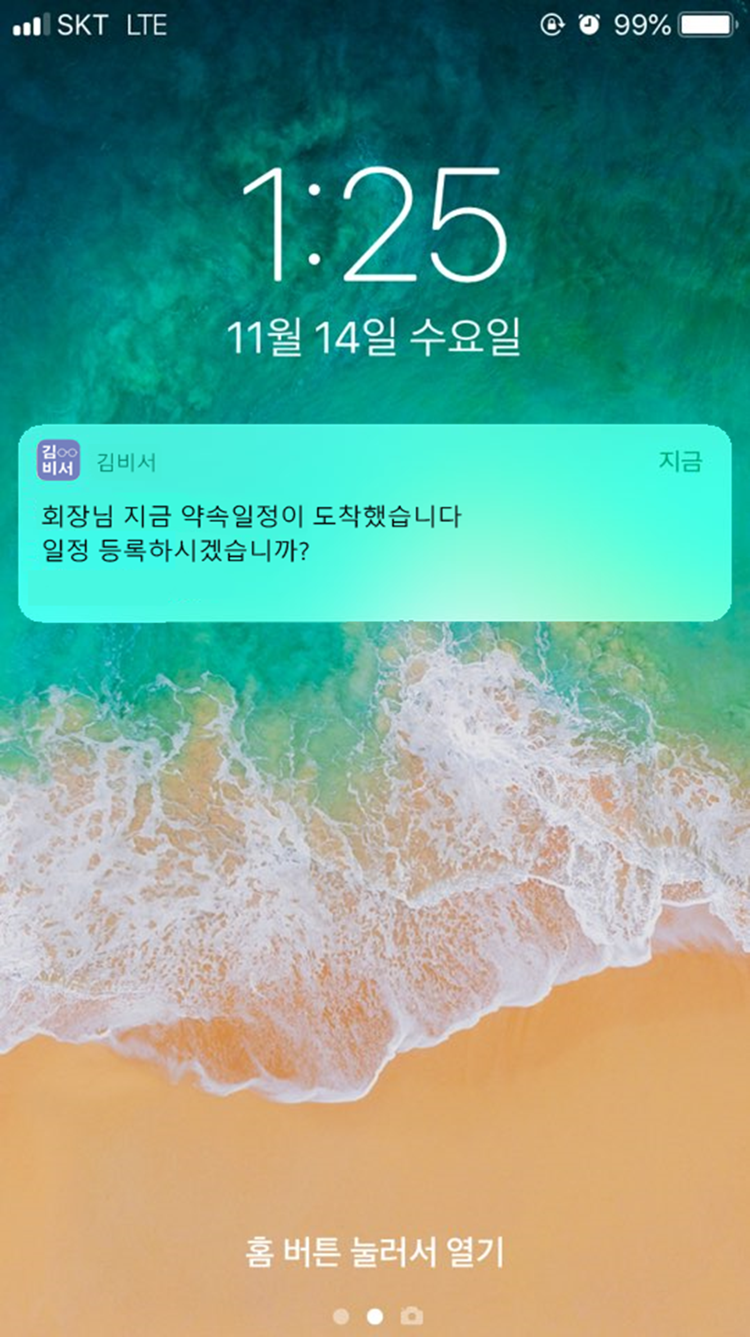 SKT LTE 99%
1:25
11월 14일 수요일
김비서 김비서 지금
회장님 지금 약속일정이 도착했습니다
일정 등록하시겠습니까?
홈 버튼 눌러서 열기